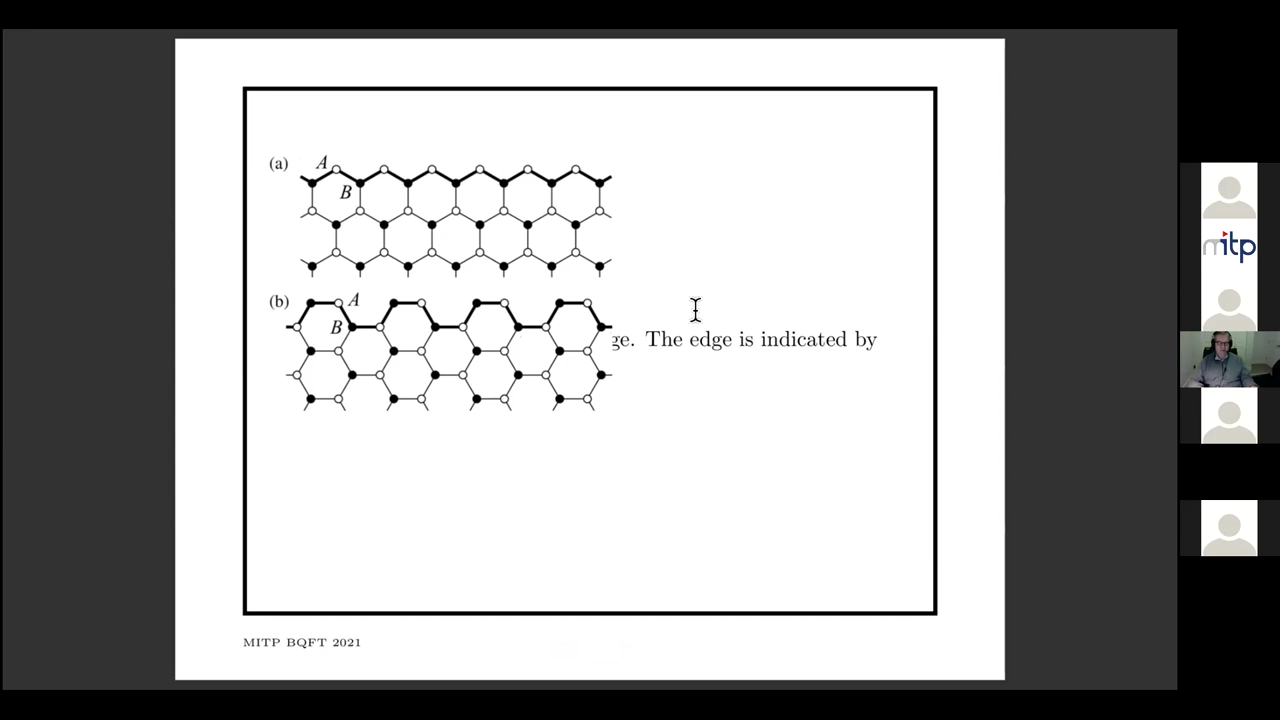 (a) A
B
(b) A
B
ge. The edge is indicated by
MITP BQFT 2021
mitp